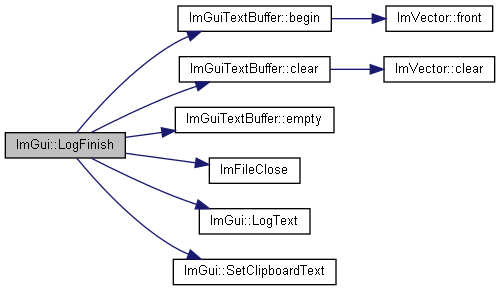 ImGuiTextBuffer::begin
ImVector::front
ImGuiTextBuffer::clear
ImVector::clear
ImGuiTextBuffer::empty
ImGui::LogFinish
ImFileClose
ImGui::LogText
ImGui::SetClipboardText